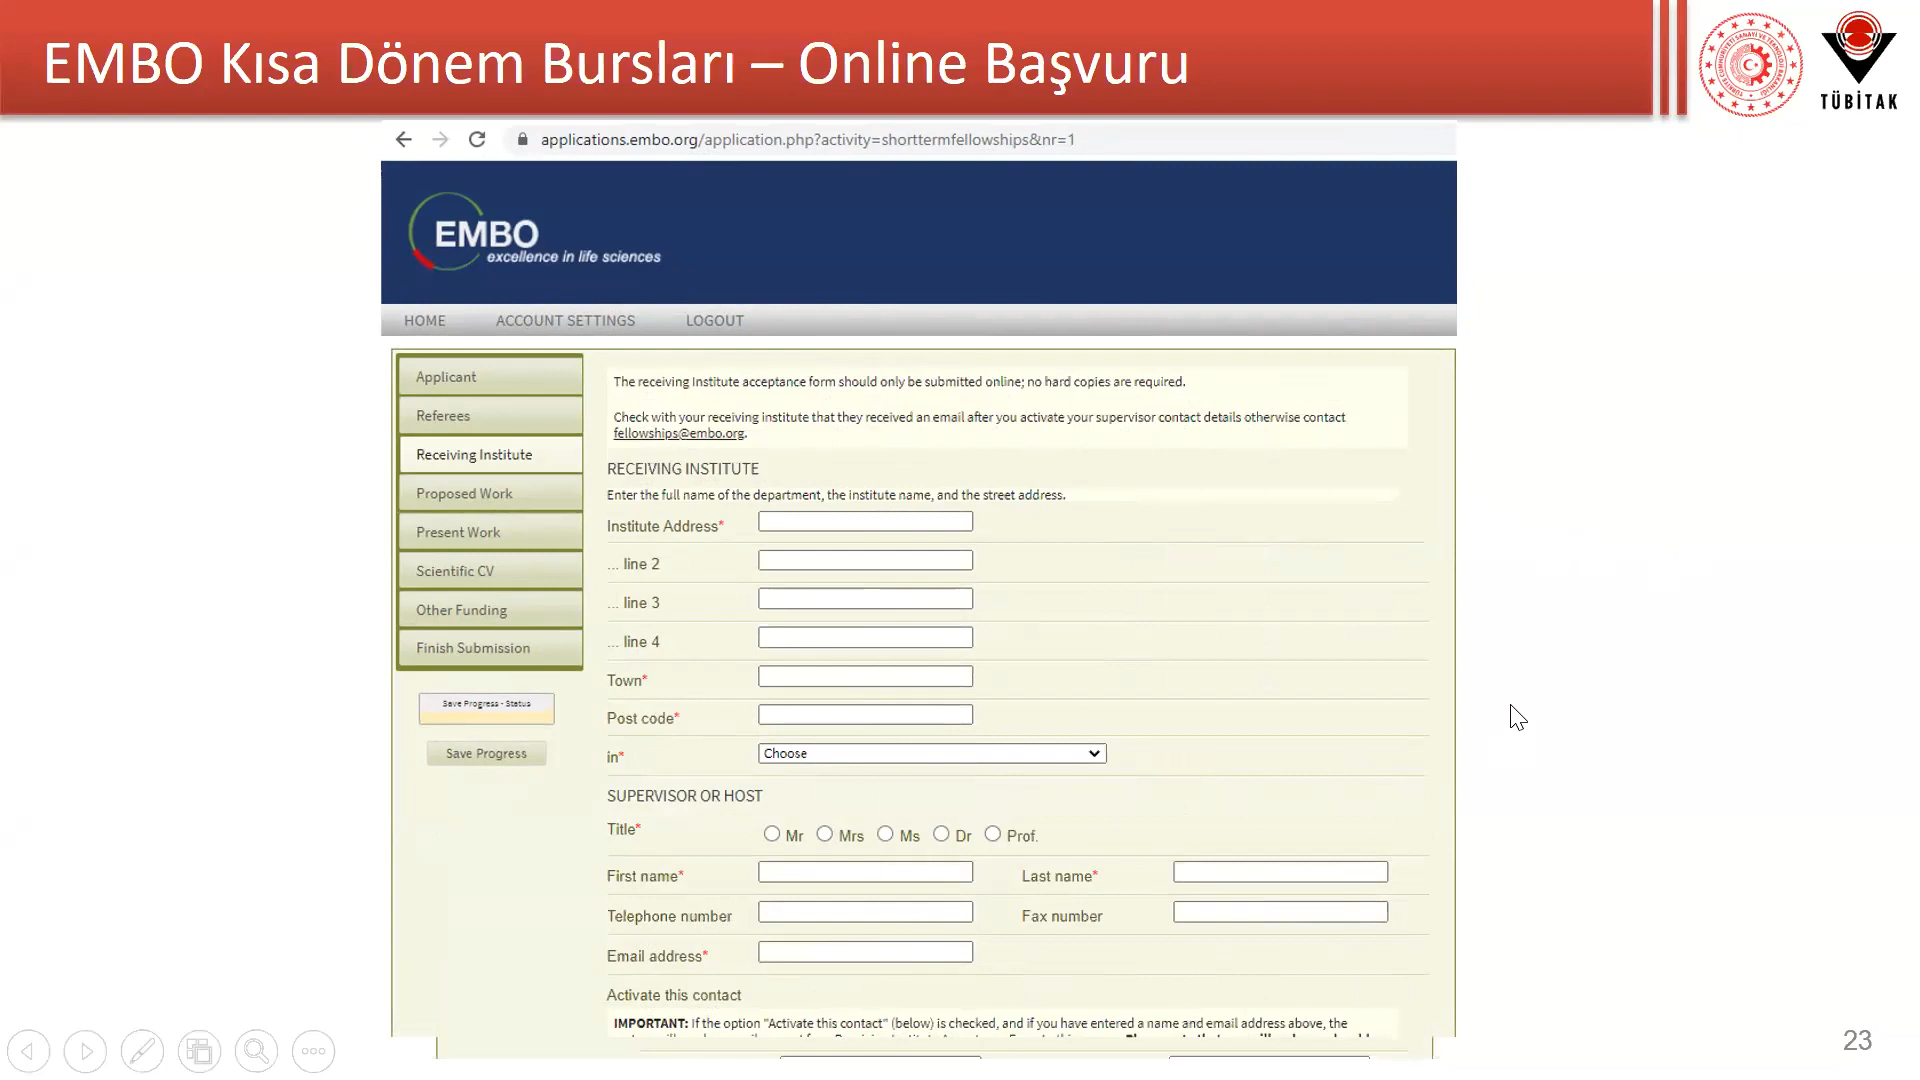 EMBO Kısa Dönem Bursları – Online Başvuru
TÜBİTAK
applications.embo.org/application.php?activity=shorttermfellowships&nr=1
EMBO
excellence in life sciences
HOME ACCOUNT SETTINGS LOGOUT
Applicant
Referees
Receiving Institute
Proposed Work
Present Work
Scientific CV
Other Funding
Finish Submission
Save Progress - Status
Save Progress
The receiving Institute acceptance form should only be submitted online; no hard copies are required.
Check with your receiving institute that they received an email after you activate your supervisor contact details otherwise contact
fellowships@embo.org.
RECEIVING INSTITUTE
Enter the full name of the department, the institute name, and the street address.
Institute Address*
... line 2
... line 3
... line 4
Town*
Post code*
in* Choose
SUPERVISOR OR HOST
Title* Mr Mrs Ms Dr Prof.
First name* Last name*
Telephone number Fax number
Email address*
Activate this contact
IMPORTANT: If the option "Activate this contact" (below) is checked, and if you have entered a name and email address above, the
23